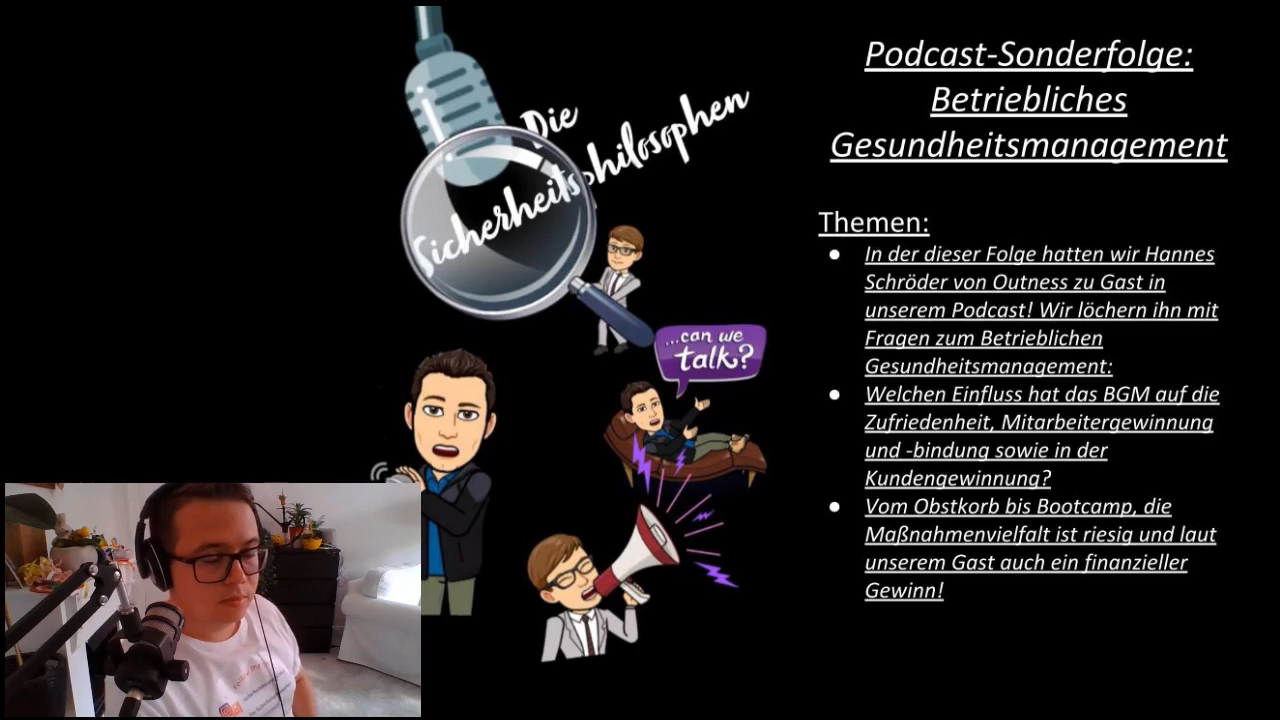 Die
Sicherheitsphilosophen
...can we
talk?
Podcast-Sonderfolge:
Betriebliches
Gesundheitsmanagement
Themen:
● In der dieser Folge hatten wir Hannes
Schröder von Outness zu Gast in
unserem Podcast! Wir löchern ihn mit
Fragen zum Betrieblichen
Gesundheitsmanagement:
● Welchen Einfluss hat das BGM auf die
Zufriedenheit, Mitarbeitergewinnung
und -bindung sowie in der
Kundengewinnung?
● Vom Obstkorb bis Bootcamp, die
Maßnahmenvielfalt ist riesig und laut
unserem Gast auch ein finanzieller
Gewinn!